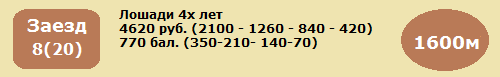 Заезд
8(20)
Лошади 4х лет
4620 руб. (2100 - 1260 - 840 - 420)
770 бал. (350-210- 140-70)
1600м